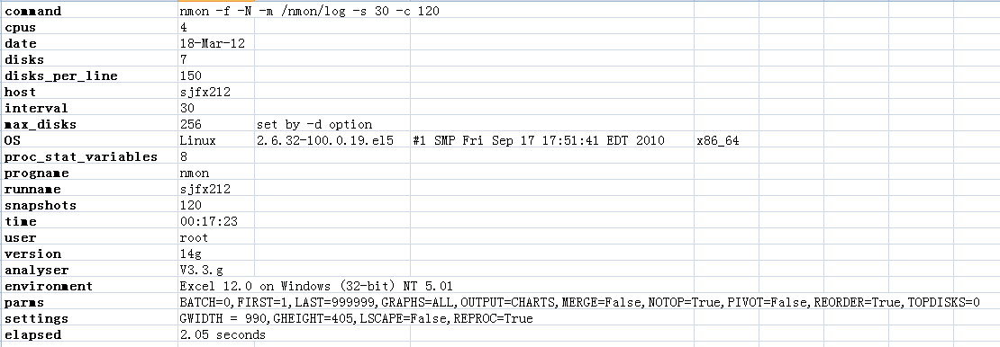 command nmon -f -N -m /nmon/log -s 30 -c 120
cpus 4
date 18-Mar-12
disks 7
disks_per_line 150
host sjfx212
interval 30
max_disks 256 set by -d option
OS Linux 2.6.32-100.0.19.el5 #1 SMP Fri Sep 17 17:51:41 EDT 2010 x86_64
proc_stat_variables 8
progname nmon
runname sjfx212
snapshots 120
time 00:17:23
user root
version 14g
analyser V3.3.g
environment Excel 12.0 on Windows (32-bit) NT 5.01
parms BATCH=0,FIRST=1,LAST=999999,GRAPHS=ALL,OUTPUT=CHARTS,MERGE=False,NOTOP=True,PIVOT=False,REORDER=True,TOPDISKS=0
settings GWIDTH = 990,GHEIGHT=405,LSCAPE=False,REPROC=True
elapsed 2.05 seconds